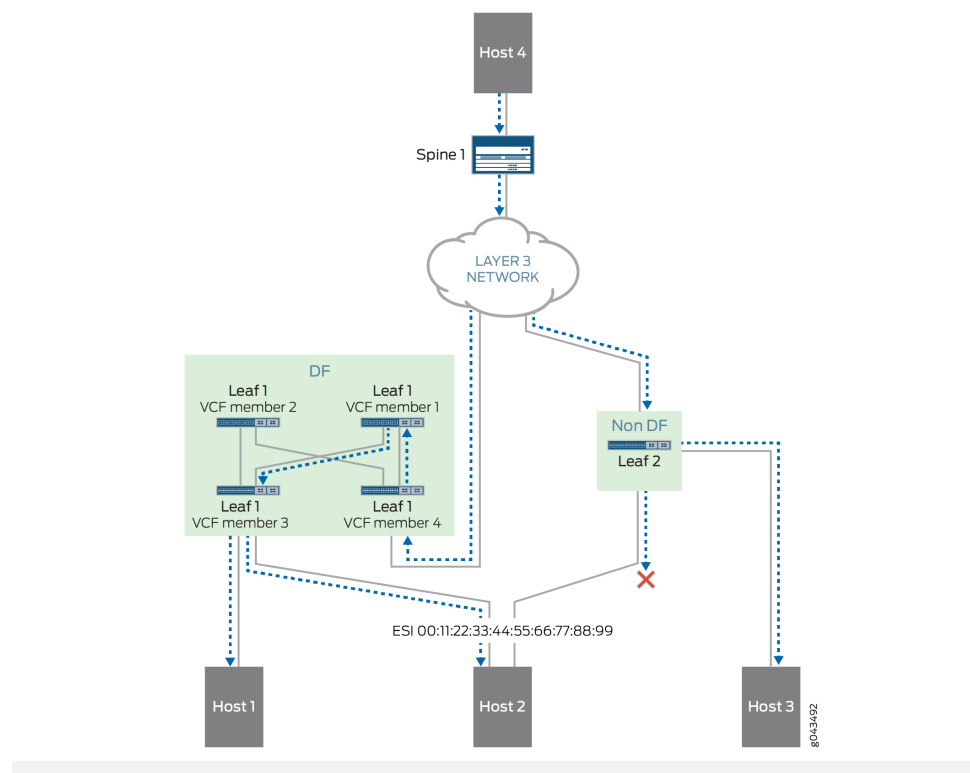 Host 4
Spine 1
LAYER 3
NETWORK
DF
Leaf 1
VCF member 2
Leaf 1
VCF member 1
Non DF
Leaf 2
Leaf 1
VCF member 3
Leaf 1
VCF member 4
ESI 00:11:22:33:44:55:66:77:88:99
Host 1
Host 2
Host 3
g043492